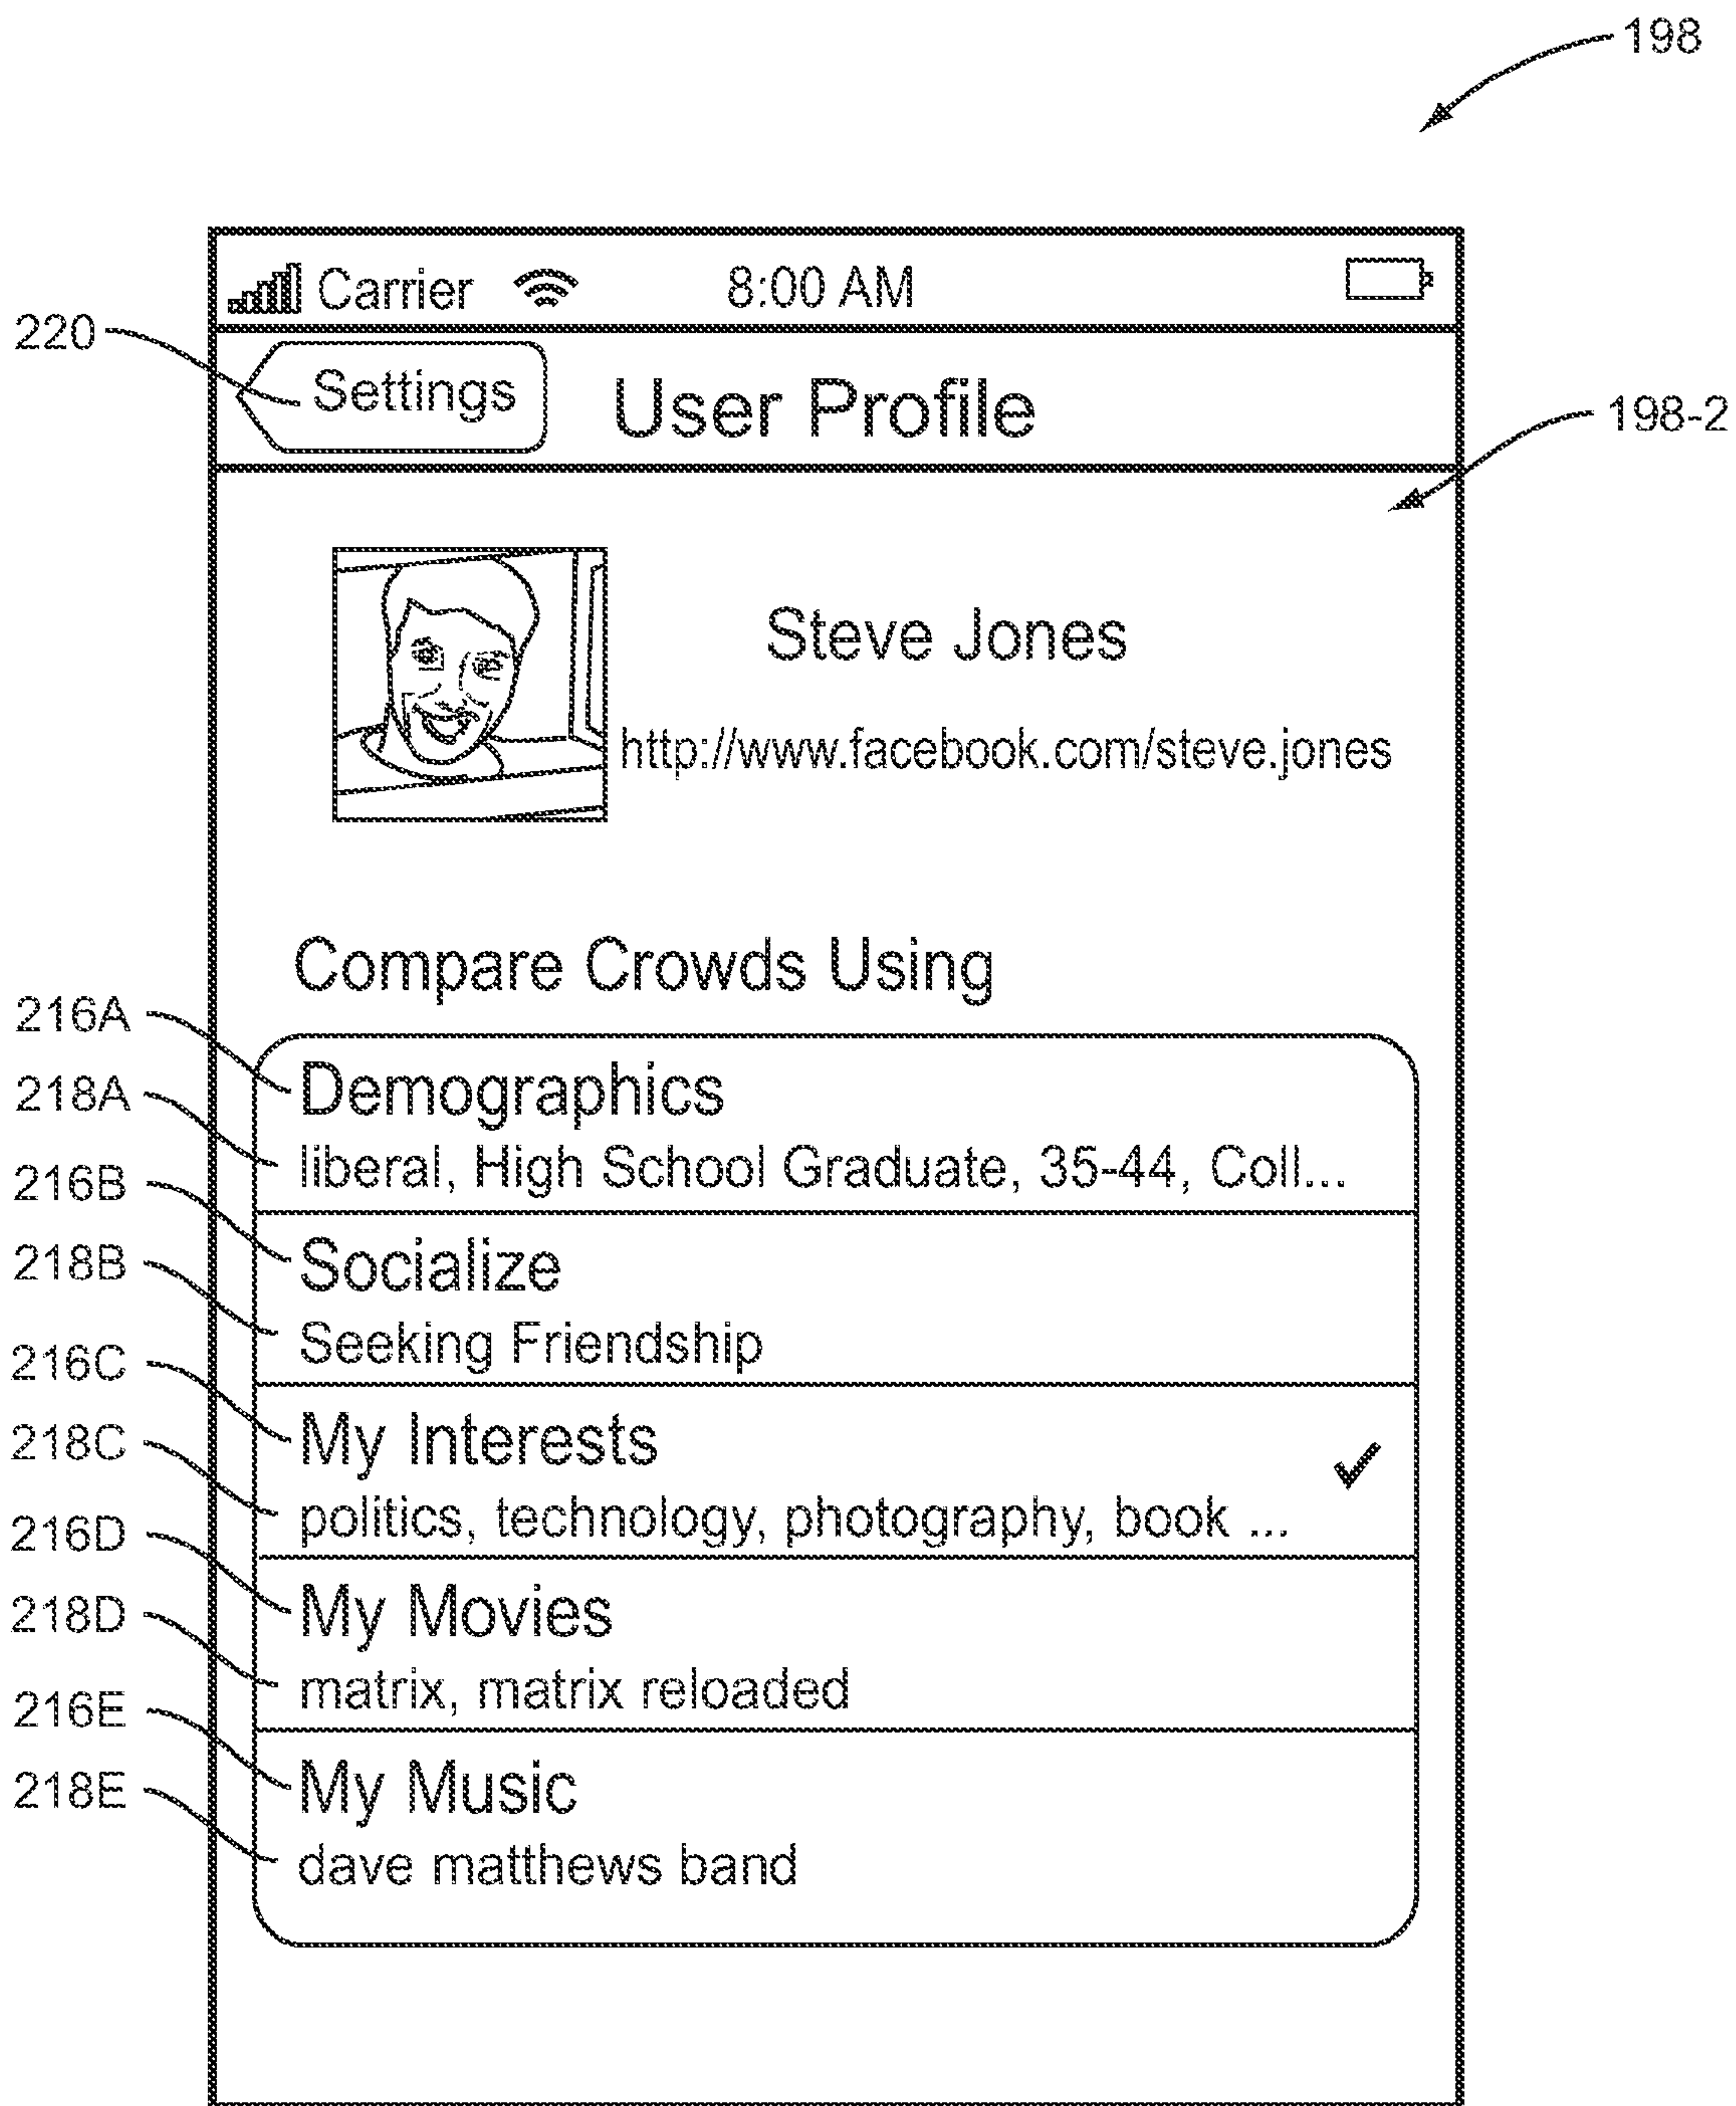 198
Carrier 8:00 AM
220
Settings User Profile
198-2
Steve Jones
http://www.facebook.com/steve.jones
Compare Crowds Using
216A
Demographics
218A
liberal, High School Graduate, 35-44, Coll...
216B
Socialize
218B
Seeking Friendship
216C
My Interests
218C
politics, technology, photography, book ...
216D
My Movies
218D
matrix, matrix reloaded
216E
My Music
218E
dave matthews band